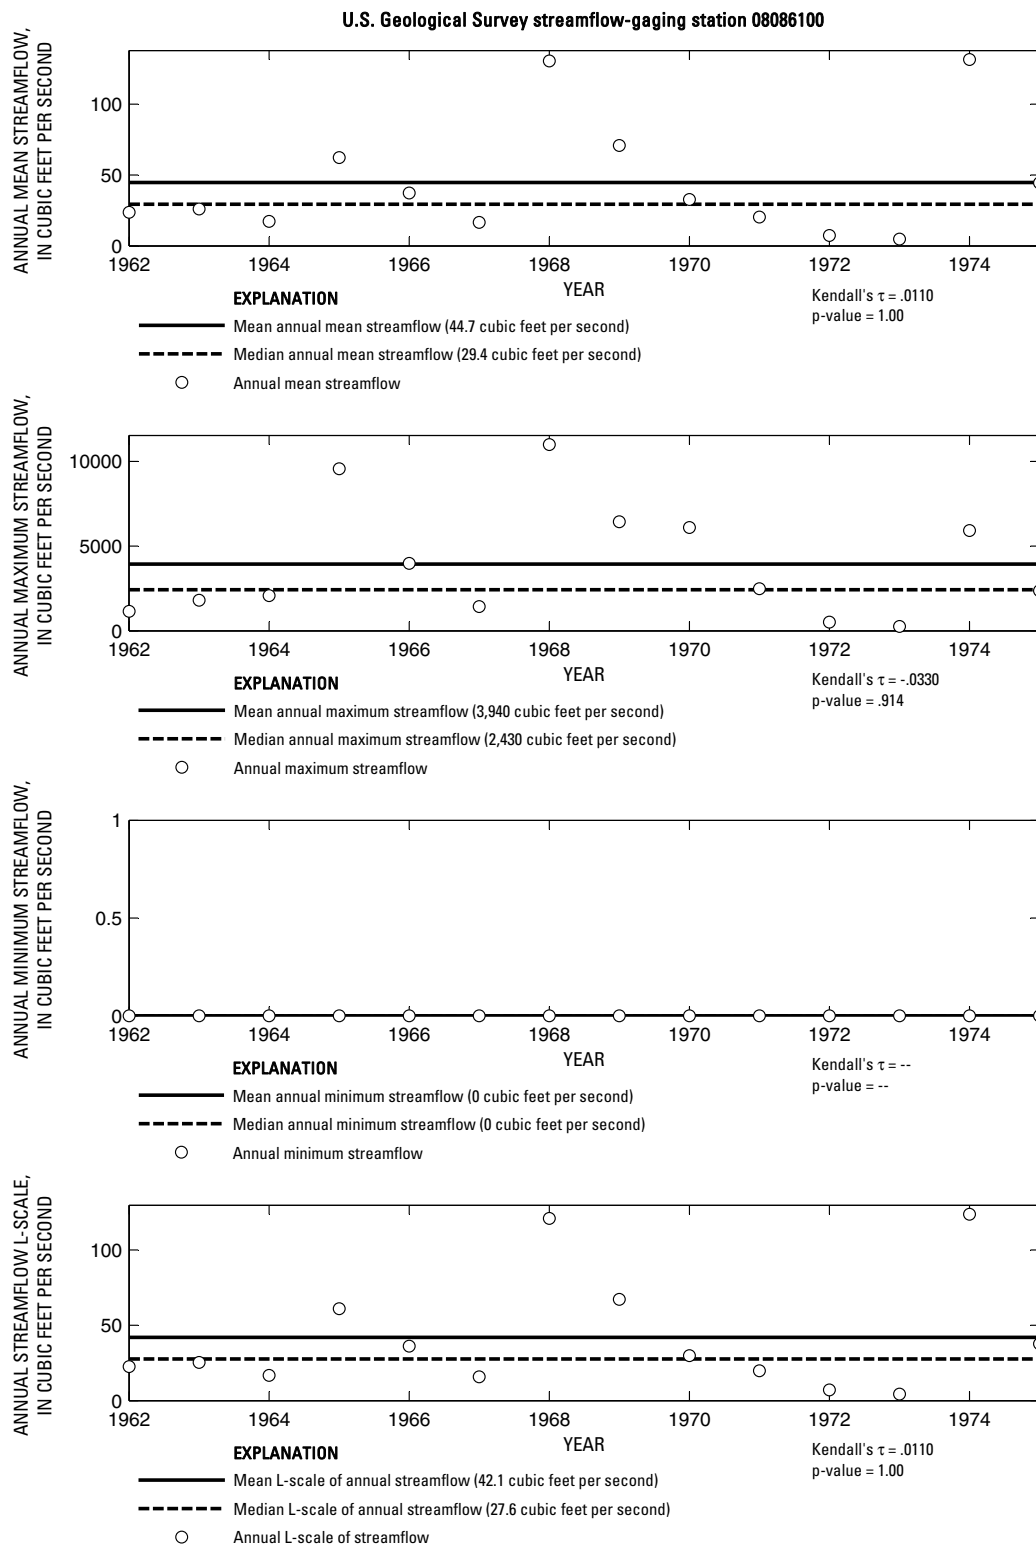 U.S. Geological Survey streamflow-gaging station 08086100
ANNUAL MEAN STREAMFLOW,
IN CUBIC FEET PER SECOND
100
50
0
1962 1964 1966 1968 1970 1972 1974
YEAR
Kendall's τ = .0110
p-value = 1.00
EXPLANATION
Mean annual mean streamflow (44.7 cubic feet per second)
Median annual mean streamflow (29.4 cubic feet per second)
Annual mean streamflow
ANNUAL MAXIMUM STREAMFLOW,
IN CUBIC FEET PER SECOND
10000
5000
0
1962 1964 1966 1968 1970 1972 1974
YEAR
Kendall's τ = -.0330
p-value = .914
EXPLANATION
Mean annual maximum streamflow (3,940 cubic feet per second)
Median annual maximum streamflow (2,430 cubic feet per second)
Annual maximum streamflow
ANNUAL MINIMUM STREAMFLOW,
IN CUBIC FEET PER SECOND
1
0.5
0
1962 1964 1966 1968 1970 1972 1974
YEAR
Kendall's τ = --
p-value = --
EXPLANATION
Mean annual minimum streamflow (0 cubic feet per second)
Median annual minimum streamflow (0 cubic feet per second)
Annual minimum streamflow
ANNUAL STREAMFLOW L-SCALE,
IN CUBIC FEET PER SECOND
100
50
0
1962 1964 1966 1968 1970 1972 1974
YEAR
Kendall's τ = .0110
p-value = 1.00
EXPLANATION
Mean L-scale of annual streamflow (42.1 cubic feet per second)
Median L-scale of annual streamflow (27.6 cubic feet per second)
Annual L-scale of streamflow